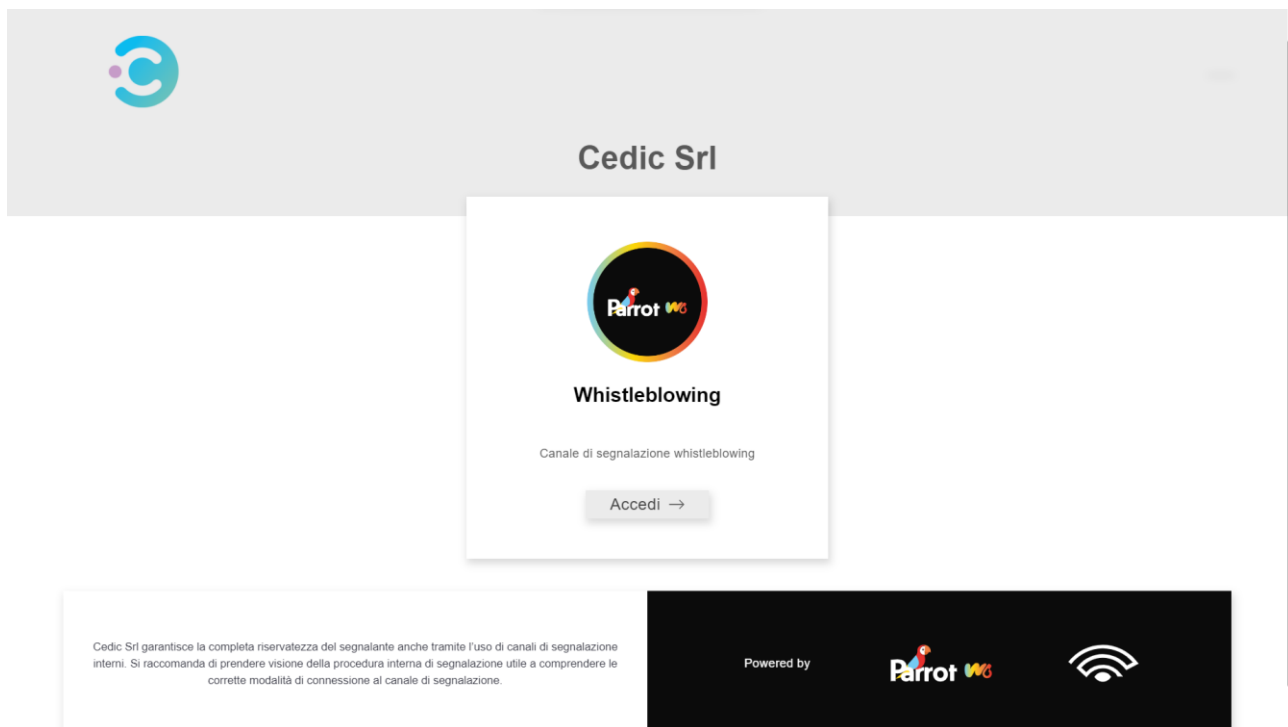 Cedic Srl
Parrot WB
Whistleblowing
Canale di segnalazione whistleblowing
Accedi →
Cedic Srl garantisce la completa riservatezza del segnalante anche tramite l'uso di canali di segnalazione
interni. Si raccomanda di prendere visione della procedura interna di segnalazione utile a comprendere le
corrette modalità di connessione al canale di segnalazione.
Powered by
Parrot WB